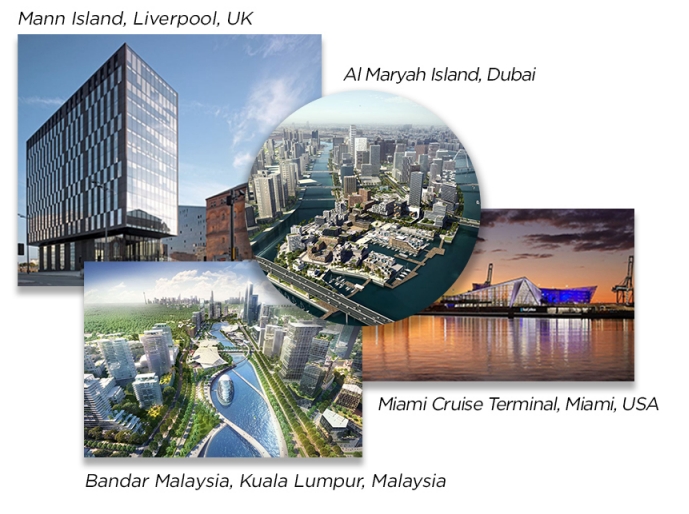 Mann Island, Liverpool, UK
Al Maryah Island, Dubai
Miami Cruise Terminal, Miami, USA
Bandar Malaysia, Kuala Lumpur, Malaysia